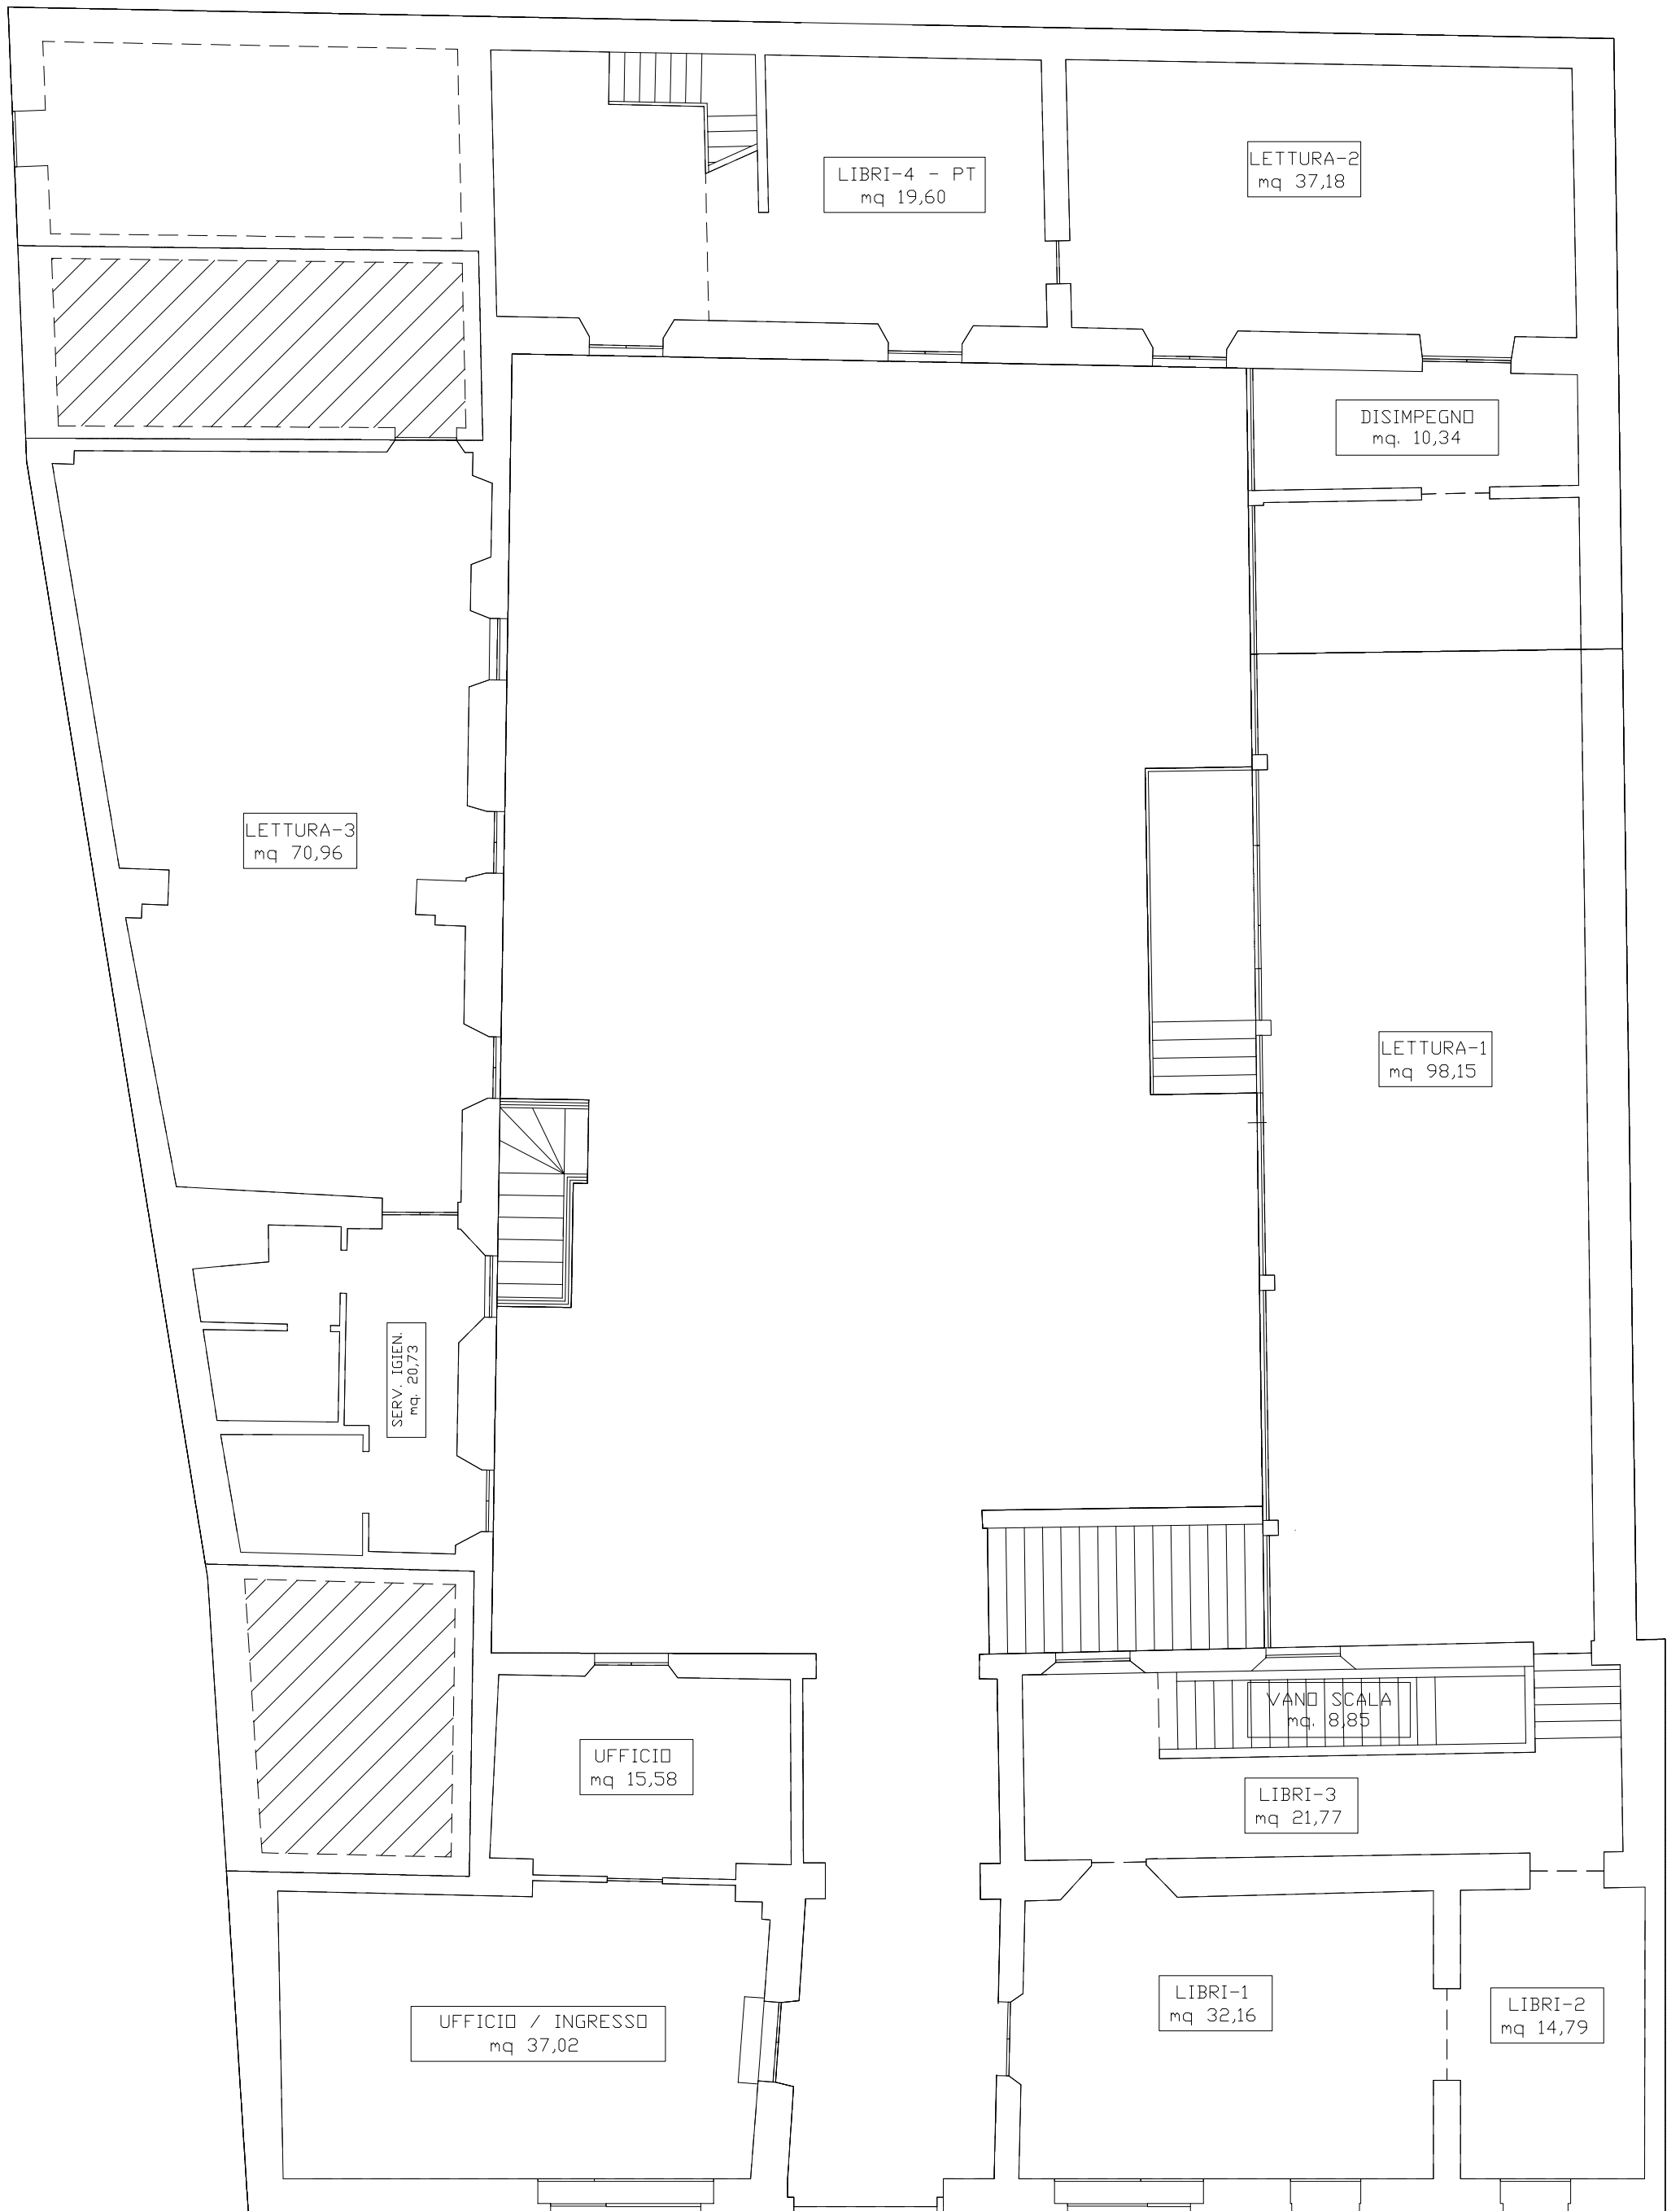 LIBRI-4 - PT
mq 19,60
LETTURA-2
mq 37,18
DISIMPEGNO
mq. 10,34
LETTURA-3
mq 70,96
LETTURA-1
mq 98,15
SERV. IGIEN.
mq. 20,73
VANO SCALA
mq. 8,85
UFFICIO
mq 15,58
LIBRI-3
mq 21,77
UFFICIO / INGRESSO
mq 37,02
LIBRI-1
mq 32,16
LIBRI-2
mq 14,79